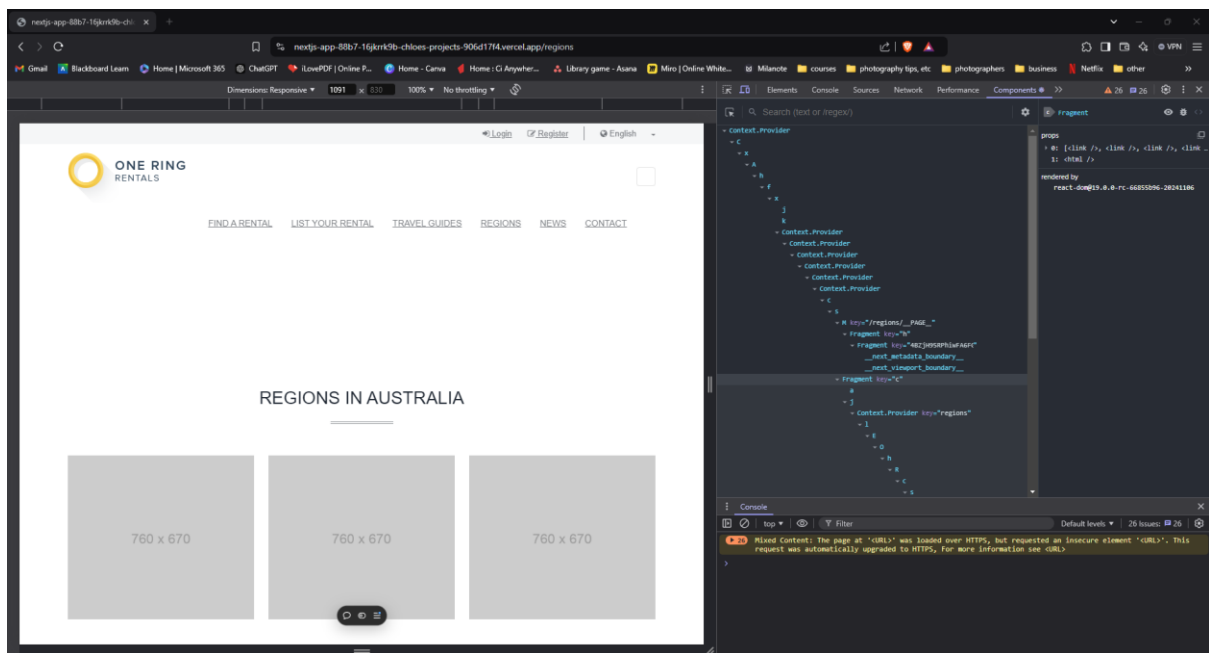 nextjs-app-88b7-16jkrrk9b-chl
nextjs-app-88b7-16jkrrk9b-chloes-projects-906d17f4.vercel.app/regions
VPN
Gmail Blackboard Learn Home | Microsoft 365 ChatGPT iLovePDF | Online P... Home - Canva Home : Ci Anywher... Library game - Asana Miro | Online White... Milanote courses photography tips, etc photographers business Netflix other »
Dimensions: Responsive 1091 x 830 100% No throttling
Elements Console Sources Network Performance Components » 26 26
Search (text or /regex/)
Fragment
Login Register English
ONE RING
RENTALS
FIND A RENTAL LIST YOUR RENTAL TRAVEL GUIDES REGIONS NEWS CONTACT
REGIONS IN AUSTRALIA
760 x 670 760 x 670 760 x 670
Context.Provider
C
x
A
h
f
x
j
k
Context.Provider
Context.Provider
Context.Provider
Context.Provider
Context.Provider
Context.Provider
c
s
M key="/regions/__PAGE__"
Fragment key="h"
__next_metadata_boundary__
__next_viewport_boundary__
Fragment key="c"
a
j
Context.Provider key="regions"
l
E
O
h
R
c
s
props
0: [<link />, <link />, <link />, <link …
1: <html />
rendered by
react-dom@19.0.0-rc-66855b96-20241106
Console
top Filter Default levels 26 Issues: 26
26 Mixed Content: The page at '<URL>' was loaded over HTTPS, but requested an insecure element '<URL>'. This
request was automatically upgraded to HTTPS, For more information see <URL>